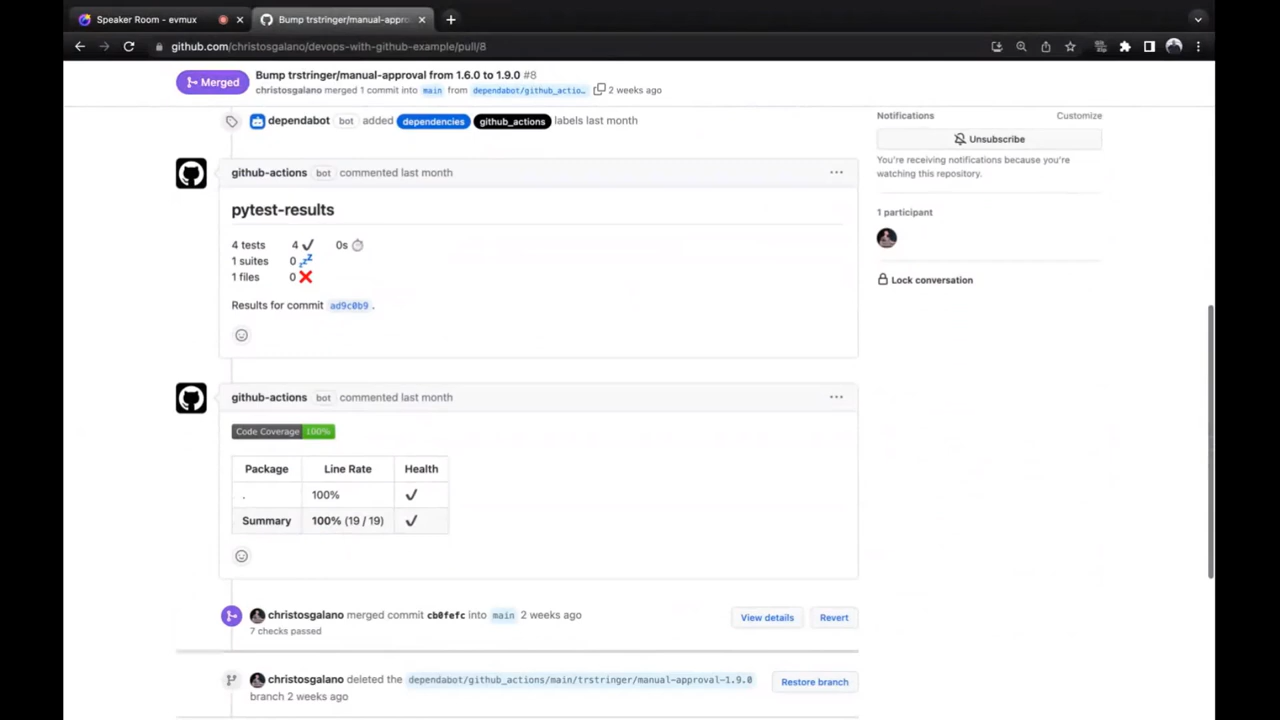 Speaker Room - evmux
Bump trstringer/manual-appro
github.com/christosgalano/devops-with-github-example/pull/8
Merged
Bump trstringer/manual-approval from 1.6.0 to 1.9.0 #8
christosgalano merged 1 commit into main from dependabot/github_actio… 2 weeks ago
dependabot bot added dependencies github_actions labels last month
github-actions bot commented last month
pytest-results
4 tests 4 ✔ 0s ⏱
1 suites 0 💤
1 files 0 ❌
Results for commit ad9c0b9 .
github-actions bot commented last month
Code Coverage 100%
Package Line Rate Health
. 100% ✔
Summary 100% (19 / 19) ✔
christosgalano merged commit cb0fefc into main 2 weeks ago
7 checks passed
View details Revert
christosgalano deleted the dependabot/github_actions/main/trstringer/manual-approval-1.9.0
branch 2 weeks ago
Restore branch
Notifications Customize
Unsubscribe
You're receiving notifications because you're
watching this repository.
1 participant
Lock conversation